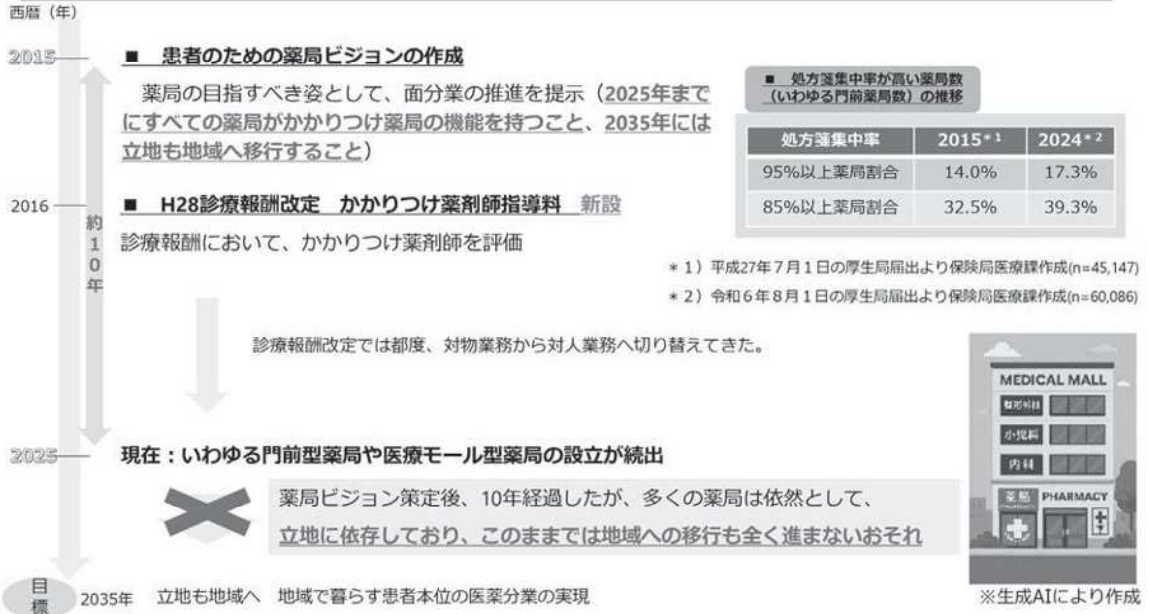 西暦（年）
2015
■　患者のための薬局ビジョンの作成
薬局の目指すべき姿として、面分業の推進を提示（2025年まで
にすべての薬局がかかりつけ薬局の機能を持つこと、2035年には
立地も地域へ移行すること）
■　処方箋集中率が高い薬局数
（いわゆる門前薬局数）の推移
処方箋集中率　2015＊1　2024＊2
95%以上薬局割合　14.0%　17.3%
85%以上薬局割合　32.5%　39.3%
＊1）平成27年7月1日の厚生局届出より保険局医療課作成(n=45,147)
＊2）令和6年8月1日の厚生局届出より保険局医療課作成(n=60,086)
2016
■　H28診療報酬改定　かかりつけ薬剤師指導料　新設
診療報酬において、かかりつけ薬剤師を評価
約10年
診療報酬改定では都度、対物業務から対人業務へ切り替えてきた。
2025
現在：いわゆる門前型薬局や医療モール型薬局の設立が続出
薬局ビジョン策定後、10年経過したが、多くの薬局は依然として、
立地に依存しており、このままでは地域への移行も全く進まないおそれ
MEDICAL MALL
小児科
内科
薬局　PHARMACY
※生成AIにより作成
目標
2035年　立地も地域へ　地域で暮らす患者本位の医薬分業の実現